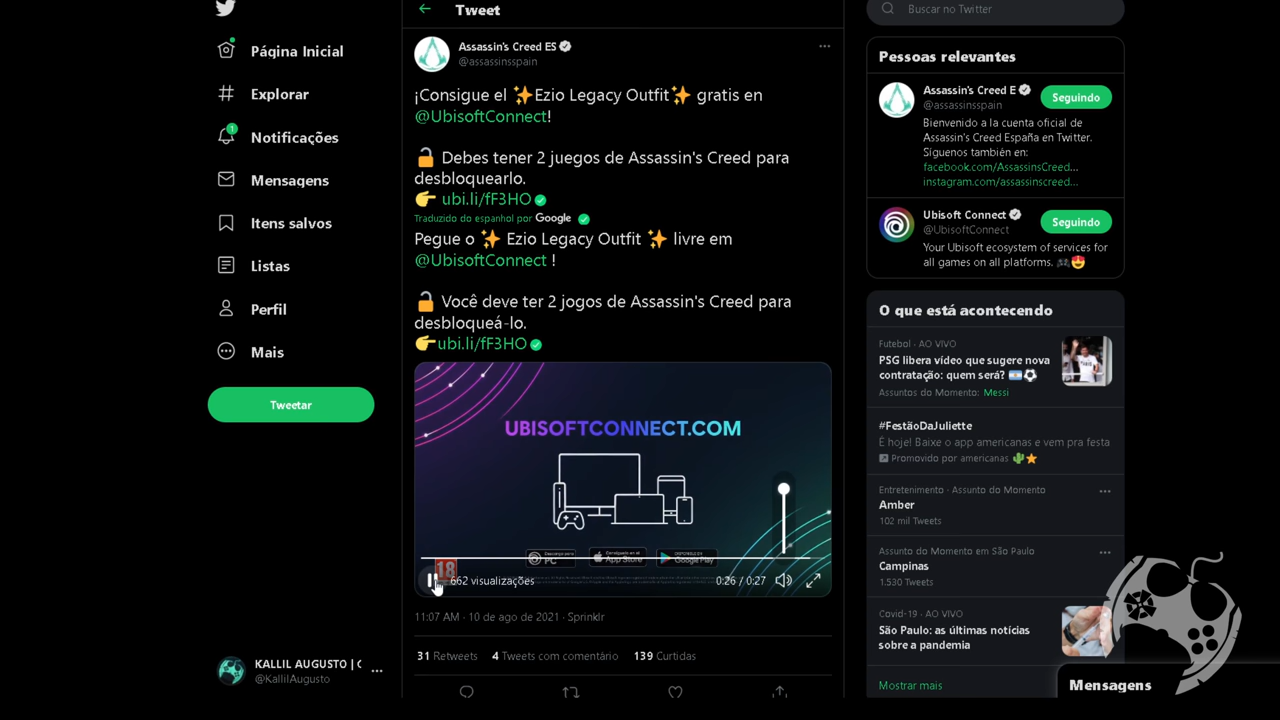 Página Inicial
Explorar
1
Notificações
Mensagens
Itens salvos
Listas
Perfil
Mais
Tweetar
KALLIL AUGUSTO | C
@KallilAugusto
Tweet
Assassin's Creed ES
@assassinsspain
¡Consigue el ✨Ezio Legacy Outfit✨ gratis en
@UbisoftConnect!
🔓 Debes tener 2 juegos de Assassin's Creed para
desbloquearlo.
👉 ubi.li/fF3HO
Traduzido do espanhol por Google
Pegue o ✨ Ezio Legacy Outfit ✨ livre em
@UbisoftConnect !
🔓 Você deve ter 2 jogos de Assassin's Creed para
desbloqueá-lo.
👉ubi.li/fF3HO
UBISOFTCONNECT.COM
PC
App Store
Google Play
18
662 visualizações
0:26 / 0:27
11:07 AM · 10 de ago de 2021 · Sprinklr
31 Retweets 4 Tweets com comentário 139 Curtidas
Buscar no Twitter
Pessoas relevantes
Assassin's Creed E
@assassinsspain
Seguindo
Bienvenido a la cuenta oficial de
Assassin's Creed España en Twitter.
Síguenos también en:
facebook.com/AssassinsCreed...
instagram.com/assassinscreed...
Ubisoft Connect
@UbisoftConnect
Seguindo
Your Ubisoft ecosystem of services for
all games on all platforms. 🎮😍
O que está acontecendo
Futebol · AO VIVO
PSG libera vídeo que sugere nova
contratação: quem será? 🇦🇷⚽
Assuntos do Momento: Messi
#FestãoDaJuliette
É hoje! Baixe o app americanas e vem pra festa
Promovido por americanas 🌵⭐
Entretenimento · Assunto do Momento
Amber
102 mil Tweets
Assunto do Momento em São Paulo
Campinas
1.530 Tweets
Covid-19 · AO VIVO
São Paulo: as últimas notícias
sobre a pandemia
Mostrar mais
Mensagens